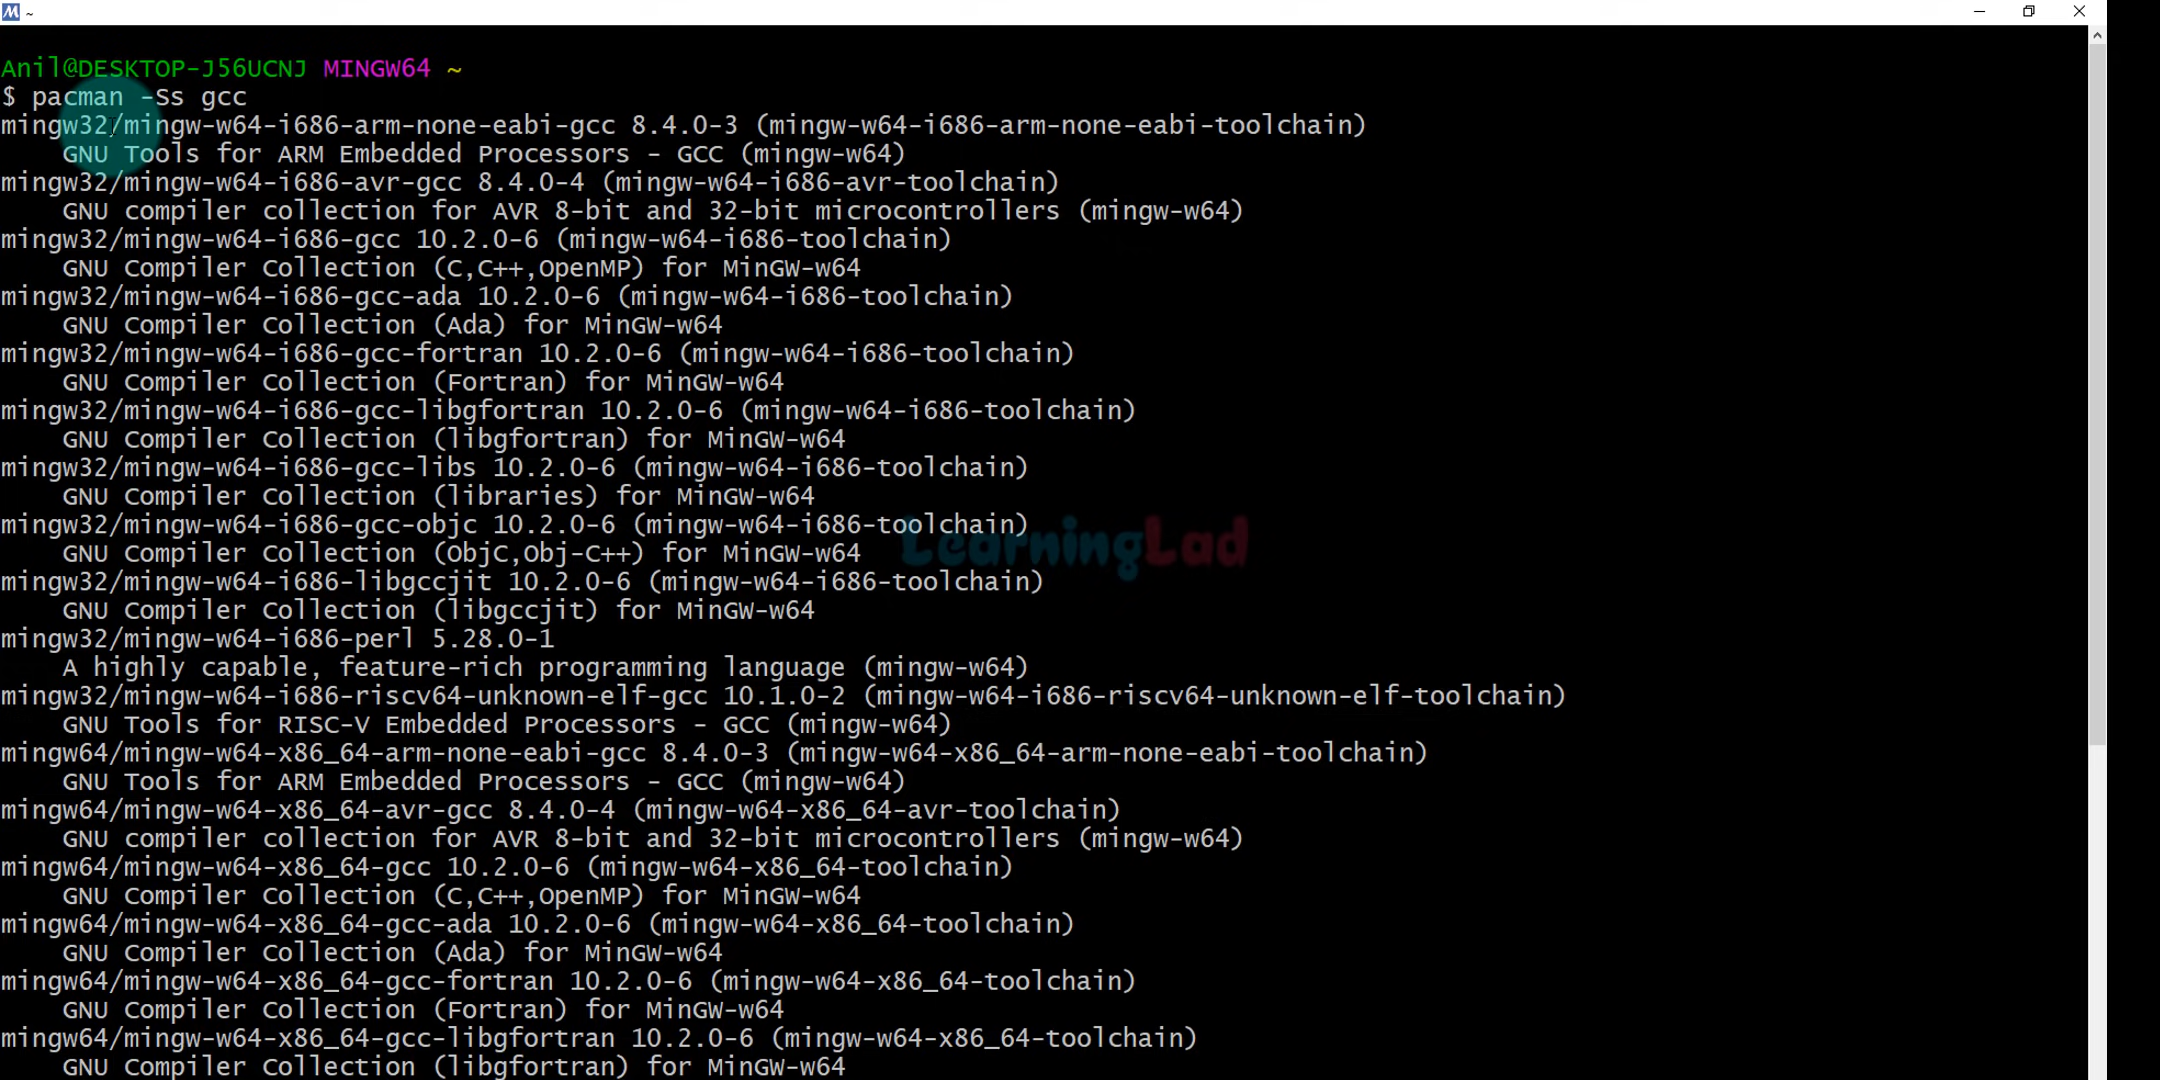 ~
Anil@DESKTOP-J56UCNJ MINGW64 ~
$ pacman -Ss gcc
mingw32/mingw-w64-i686-arm-none-eabi-gcc 8.4.0-3 (mingw-w64-i686-arm-none-eabi-toolchain)
    GNU Tools for ARM Embedded Processors - GCC (mingw-w64)
mingw32/mingw-w64-i686-avr-gcc 8.4.0-4 (mingw-w64-i686-avr-toolchain)
    GNU compiler collection for AVR 8-bit and 32-bit microcontrollers (mingw-w64)
mingw32/mingw-w64-i686-gcc 10.2.0-6 (mingw-w64-i686-toolchain)
    GNU Compiler Collection (C,C++,OpenMP) for MinGW-w64
mingw32/mingw-w64-i686-gcc-ada 10.2.0-6 (mingw-w64-i686-toolchain)
    GNU Compiler Collection (Ada) for MinGW-w64
mingw32/mingw-w64-i686-gcc-fortran 10.2.0-6 (mingw-w64-i686-toolchain)
    GNU Compiler Collection (Fortran) for MinGW-w64
mingw32/mingw-w64-i686-gcc-libgfortran 10.2.0-6 (mingw-w64-i686-toolchain)
    GNU Compiler Collection (libgfortran) for MinGW-w64
mingw32/mingw-w64-i686-gcc-libs 10.2.0-6 (mingw-w64-i686-toolchain)
    GNU Compiler Collection (libraries) for MinGW-w64
mingw32/mingw-w64-i686-gcc-objc 10.2.0-6 (mingw-w64-i686-toolchain)
    GNU Compiler Collection (ObjC,Obj-C++) for MinGW-w64
LearningLad
mingw32/mingw-w64-i686-libgccjit 10.2.0-6 (mingw-w64-i686-toolchain)
    GNU Compiler Collection (libgccjit) for MinGW-w64
mingw32/mingw-w64-i686-perl 5.28.0-1
    A highly capable, feature-rich programming language (mingw-w64)
mingw32/mingw-w64-i686-riscv64-unknown-elf-gcc 10.1.0-2 (mingw-w64-i686-riscv64-unknown-elf-toolchain)
    GNU Tools for RISC-V Embedded Processors - GCC (mingw-w64)
mingw64/mingw-w64-x86_64-arm-none-eabi-gcc 8.4.0-3 (mingw-w64-x86_64-arm-none-eabi-toolchain)
    GNU Tools for ARM Embedded Processors - GCC (mingw-w64)
mingw64/mingw-w64-x86_64-avr-gcc 8.4.0-4 (mingw-w64-x86_64-avr-toolchain)
    GNU compiler collection for AVR 8-bit and 32-bit microcontrollers (mingw-w64)
mingw64/mingw-w64-x86_64-gcc 10.2.0-6 (mingw-w64-x86_64-toolchain)
    GNU Compiler Collection (C,C++,OpenMP) for MinGW-w64
mingw64/mingw-w64-x86_64-gcc-ada 10.2.0-6 (mingw-w64-x86_64-toolchain)
    GNU Compiler Collection (Ada) for MinGW-w64
mingw64/mingw-w64-x86_64-gcc-fortran 10.2.0-6 (mingw-w64-x86_64-toolchain)
    GNU Compiler Collection (Fortran) for MinGW-w64
mingw64/mingw-w64-x86_64-gcc-libgfortran 10.2.0-6 (mingw-w64-x86_64-toolchain)
    GNU Compiler Collection (libgfortran) for MinGW-w64